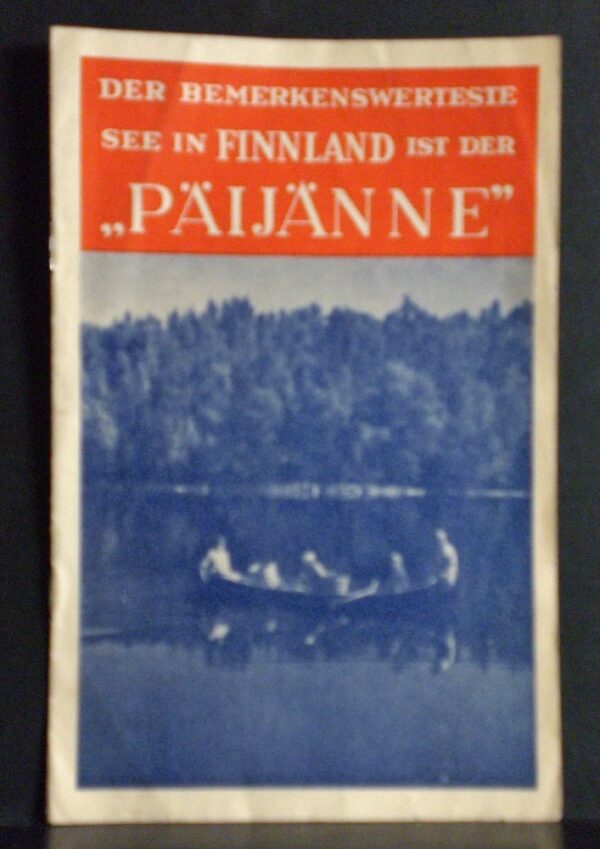 DER BEMERKENSWERTESTE
SEE IN FINNLAND IST DER
„PÄIJÄNNE”